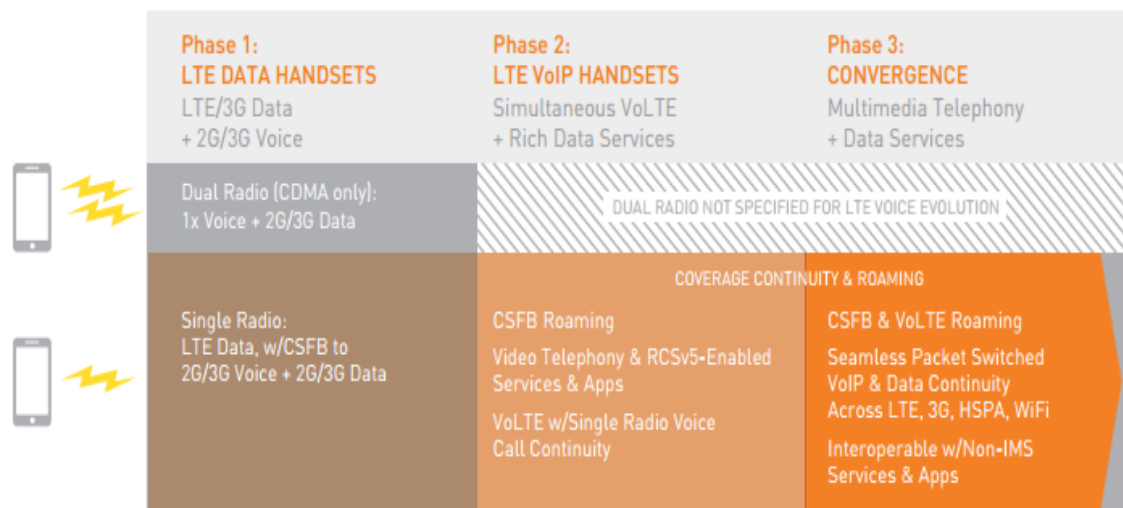 Phase 1:
LTE DATA HANDSETS
LTE/3G Data
+ 2G/3G Voice
Phase 2:
LTE VoIP HANDSETS
Simultaneous VoLTE
+ Rich Data Services
Phase 3:
CONVERGENCE
Multimedia Telephony
+ Data Services
Dual Radio (CDMA only):
1x Voice + 2G/3G Data
DUAL RADIO NOT SPECIFIED FOR LTE VOICE EVOLUTION
COVERAGE CONTINUITY & ROAMING
Single Radio:
LTE Data, w/CSFB to
2G/3G Voice + 2G/3G Data
CSFB Roaming
Video Telephony & RCSv5-Enabled
Services & Apps
VoLTE w/Single Radio Voice
Call Continuity
CSFB & VoLTE Roaming
Seamless Packet Switched
VoIP & Data Continuity
Across LTE, 3G, HSPA, WiFi
Interoperable w/Non-IMS
Services & Apps